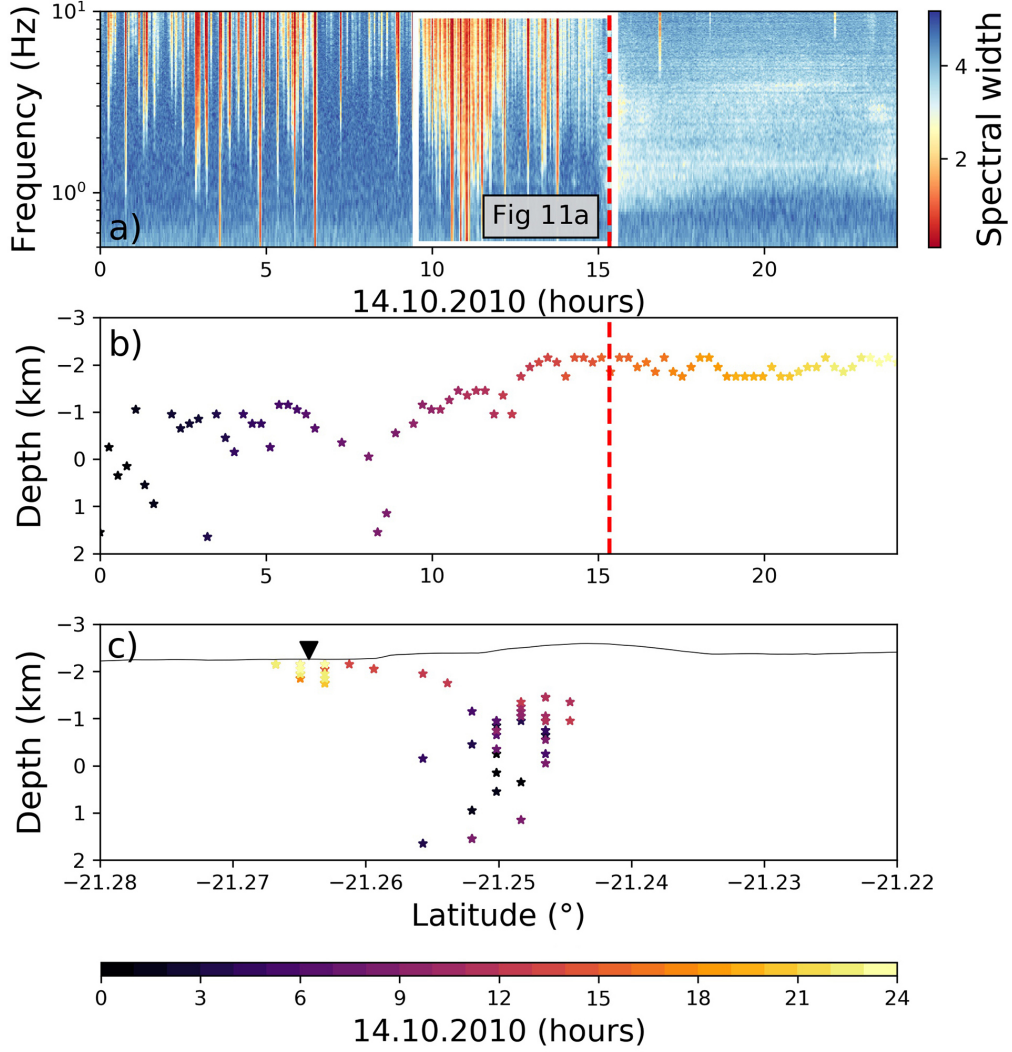 10¹
10⁰
Frequency (Hz)
a)
Fig 11a
4
2
Spectral width
0 5 10 15 20
14.10.2010 (hours)
−3
−2
−1
0
1
2
Depth (km)
b)
0 5 10 15 20
−3
−2
−1
0
1
2
Depth (km)
c)
−21.28 −21.27 −21.26 −21.25 −21.24 −21.23 −21.22
Latitude (°)
0 3 6 9 12 15 18 21 24
14.10.2010 (hours)